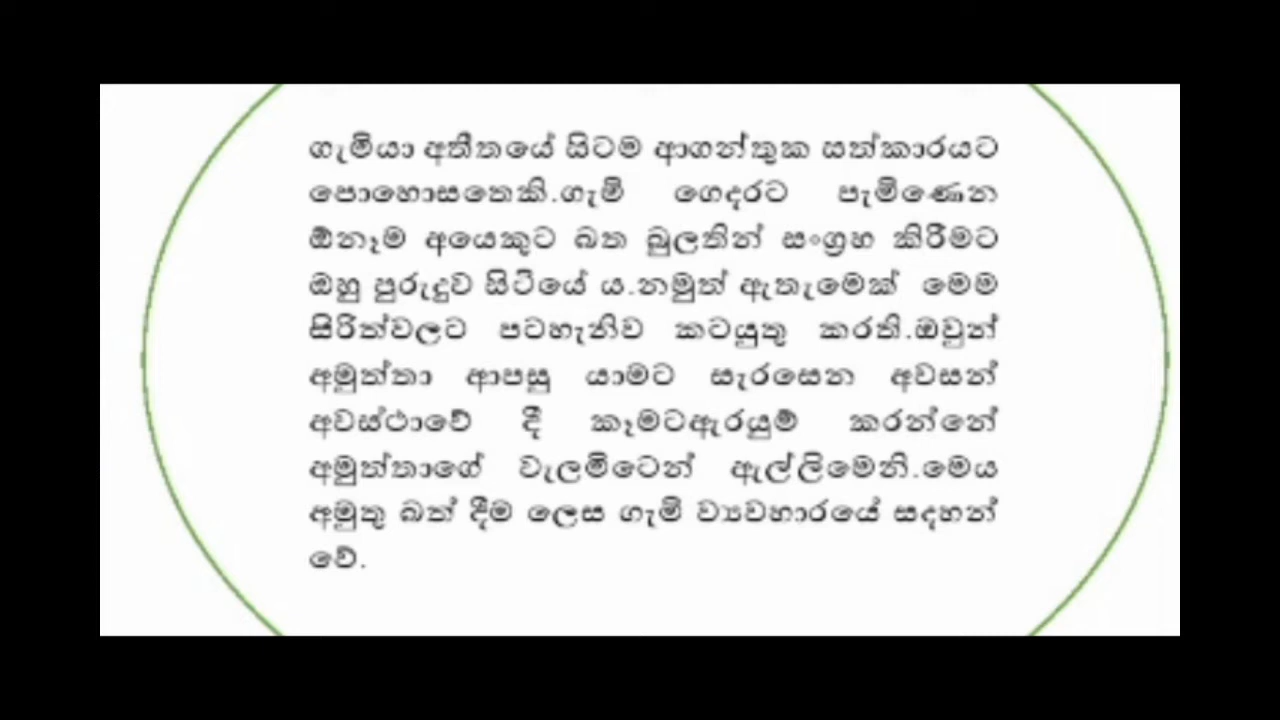 ගැමියා අතීතයේ සිටම ආගන්තුක සත්කාරයට
පොහොසතෙකි.ගැමි ගෙදරට පැමිණෙන
ඕනෑම අයෙකුට බත බුලතින් සංග්‍රහ කිරීමට
ඔහු පුරුදුව සිටියේ ය.නමුත් ඇතැමෙක් මෙම
සිරිත්වලට පටහැනිව කටයුතු කරති.ඔවුන්
අමුත්තා ආපසු යාමට සැරසෙන අවසන්
අවස්ථාවේ දී කෑමටඇරයුම් කරන්නේ
අමුත්තාගේ වැලමිටෙන් ඇල්ලිමෙනි.මෙය
අමුතු බත් දීම ලෙස ගැමි ව්‍යවහාරයේ සදහන්
වේ.